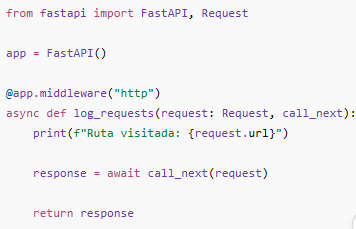 from fastapi import FastAPI, Request
app = FastAPI()
@app.middleware("http")
async def log_requests(request: Request, call_next):
    print(f"Ruta visitada: {request.url}")
    response = await call_next(request)
    return response